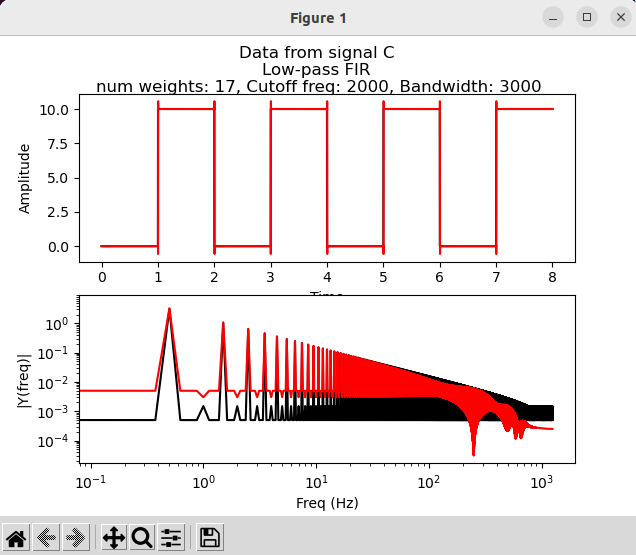 Figure 1
Data from signal C
Low-pass FIR
num weights: 17, Cutoff freq: 2000, Bandwidth: 3000
Amplitude
10.0
7.5
5.0
2.5
0.0
0 1 2 3 4 5 6 7 8
|Y(freq)|
10⁰
10⁻¹
10⁻²
10⁻³
10⁻⁴
10⁻¹ 10⁰ 10¹ 10² 10³
Freq (Hz)